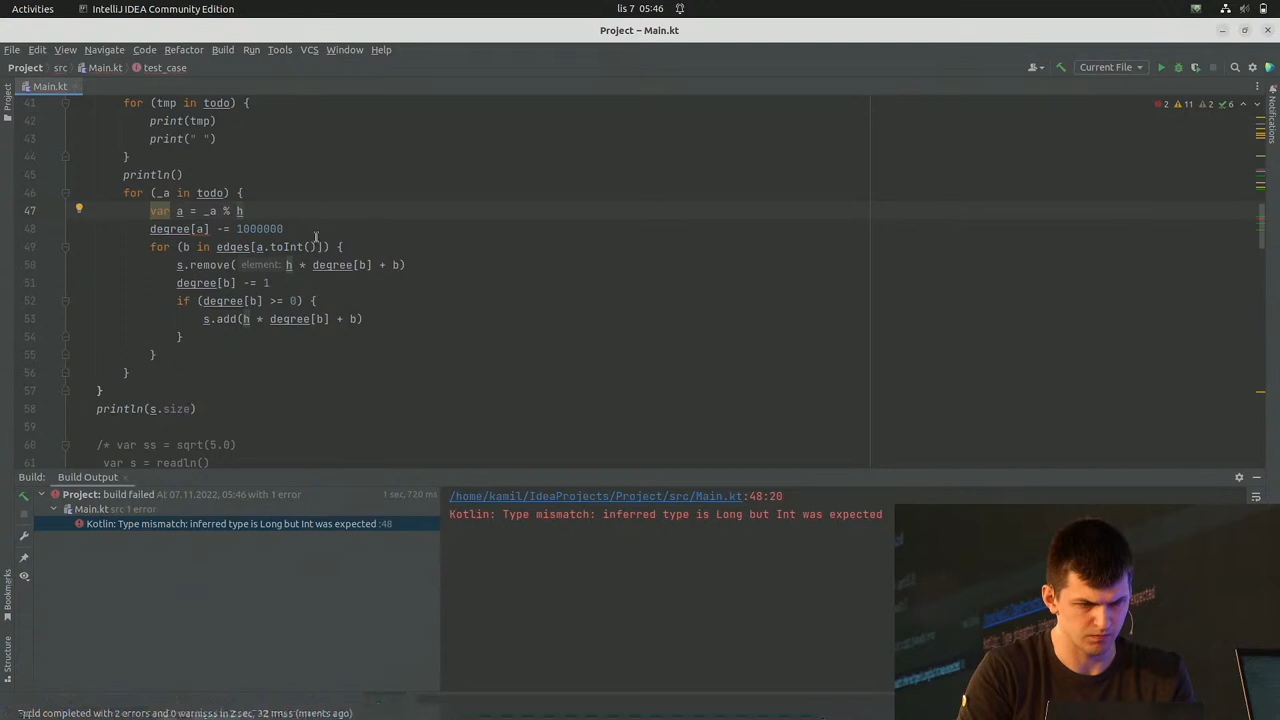 Activities
IntelliJ IDEA Community Edition
lis 7 05:46
Project – Main.kt
File Edit View Navigate Code Refactor Build Run Tools VCS Window Help
Project src Main.kt test_case
Current File
Main.kt
Project
Notifications
2 11 2 6
41 for (tmp in todo) {
42 print(tmp)
43 print(" ")
44 }
45 println()
46 for (_a in todo) {
47 var a = _a % h
48 degree[a] -= 1000000
49 for (b in edges[a.toInt()]) {
50 s.remove( element: h * degree[b] + b)
51 degree[b] -= 1
52 if (degree[b] >= 0) {
53 s.add(h * degree[b] + b)
54 }
55 }
56 }
57 }
58 println(s.size)
59
60 /* var ss = sqrt(5.0)
61 var s = readln()
Build: Build Output
Project: build failed At 07.11.2022, 05:46 with 1 error 1 sec, 720 ms
Main.kt src 1 error
Kotlin: Type mismatch: inferred type is Long but Int was expected :48
/home/kamil/IdeaProjects/Project/src/Main.kt:48:20
Kotlin: Type mismatch: inferred type is Long but Int was expected
Bookmarks
Structure
completed with 2 errors and 0 in 2 sec,